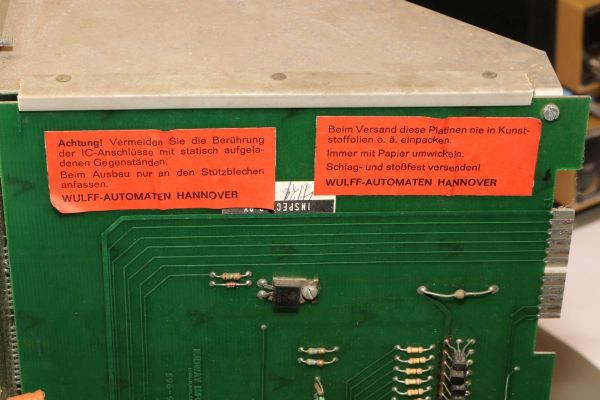 Achtung! Vermeiden Sie die Berührung
der IC-Anschlüsse mit statisch aufgela-
denen Gegenständen.
Beim Ausbau nur an den Stützblechen
anfassen.
WULFF-AUTOMATEN HANNOVER
Beim Versand diese Platinen nie in Kunst-
stoffolien o. ä. einpacken.
Immer mit Papier umwickeln.
Schlag- und stoßfest versenden!
WULFF-AUTOMATEN HANNOVER
INSPEC